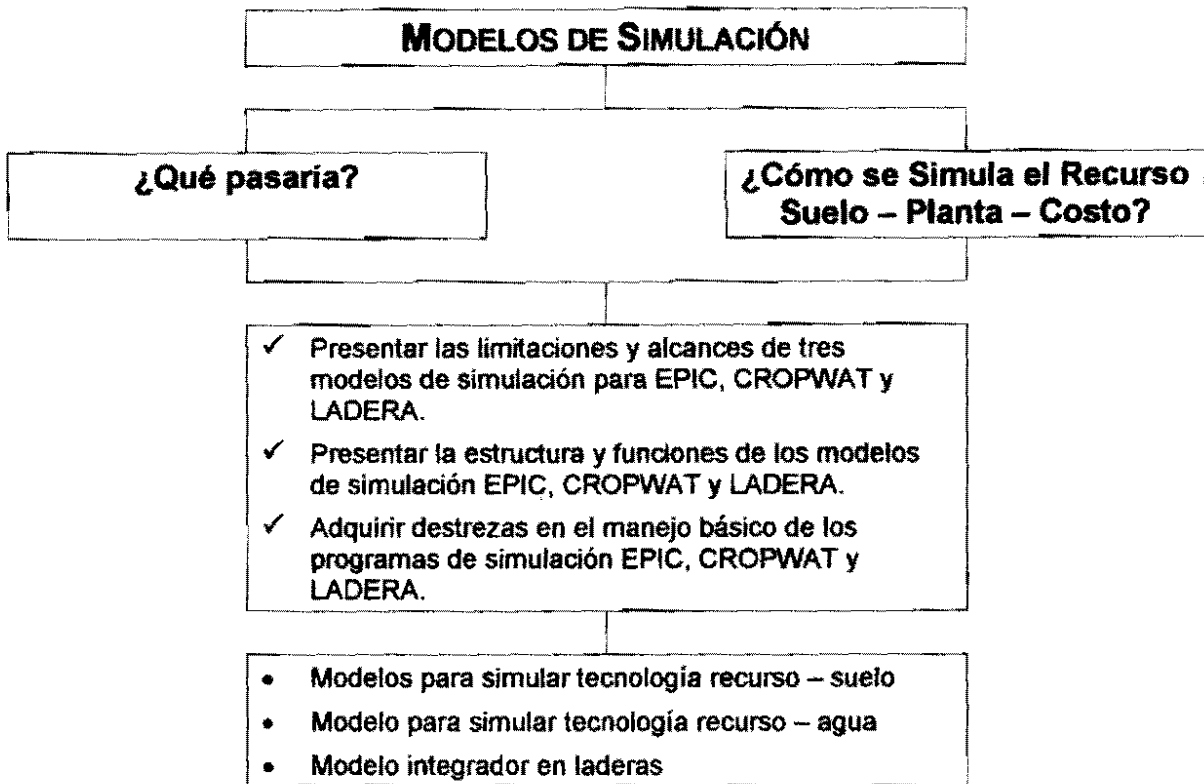 MODELOS DE SIMULACIÓN
¿Qué pasaría?
¿Cómo se Simula el Recurso
Suelo – Planta – Costo?
✓ Presentar las limitaciones y alcances de tres
modelos de simulación para EPIC, CROPWAT y
LADERA.
✓ Presentar la estructura y funciones de los modelos
de simulación EPIC, CROPWAT y LADERA.
✓ Adquirir destrezas en el manejo básico de los
programas de simulación EPIC, CROPWAT y
LADERA.
• Modelos para simular tecnología recurso – suelo
• Modelo para simular tecnología recurso – agua
• Modelo integrador en laderas